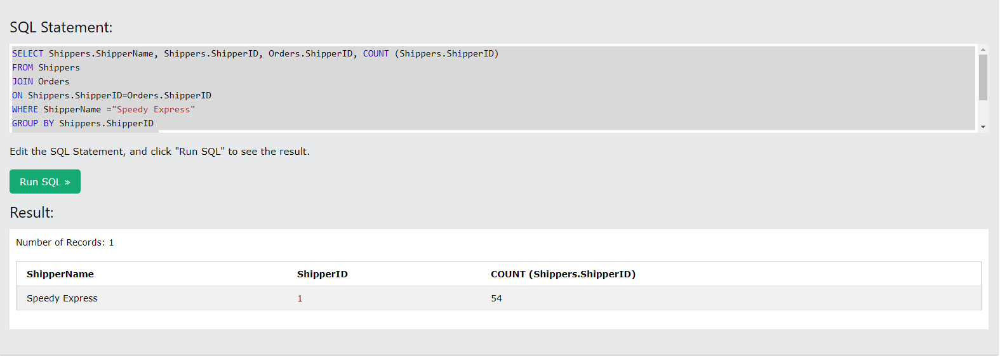 SQL Statement:
SELECT Shippers.ShipperName, Shippers.ShipperID, Orders.ShipperID, COUNT (Shippers.ShipperID)
FROM Shippers
JOIN Orders
ON Shippers.ShipperID=Orders.ShipperID
WHERE ShipperName ="Speedy Express"
GROUP BY Shippers.ShipperID
Edit the SQL Statement, and click "Run SQL" to see the result.
Run SQL »
Result:
Number of Records: 1
ShipperName ShipperID COUNT (Shippers.ShipperID)
Speedy Express 1 54